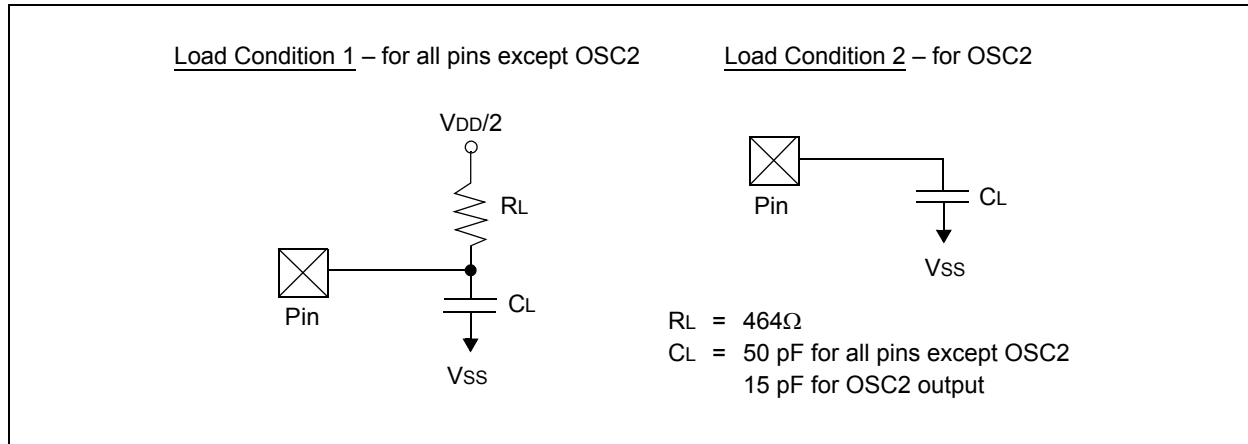 Load Condition 1 – for all pins except OSC2
VDD/2
RL
Pin
CL
VSS
Load Condition 2 – for OSC2
Pin
CL
VSS
RL = 464Ω
CL = 50 pF for all pins except OSC2
15 pF for OSC2 output